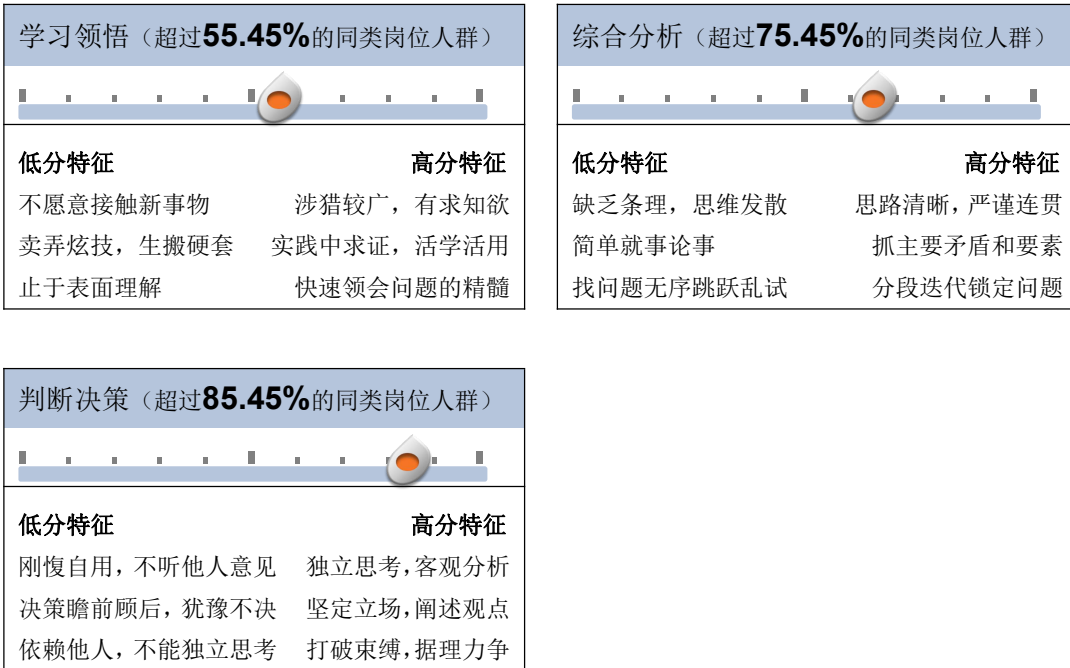 学习领悟（超过55.45%的同类岗位人群）
低分特征 高分特征
不愿意接触新事物 涉猎较广，有求知欲
卖弄炫技，生搬硬套 实践中求证，活学活用
止于表面理解 快速领会问题的精髓
综合分析（超过75.45%的同类岗位人群）
低分特征 高分特征
缺乏条理，思维发散 思路清晰，严谨连贯
简单就事论事 抓主要矛盾和要素
找问题无序跳跃乱试 分段迭代锁定问题
判断决策（超过85.45%的同类岗位人群）
低分特征 高分特征
刚愎自用，不听他人意见 独立思考，客观分析
决策瞻前顾后，犹豫不决 坚定立场，阐述观点
依赖他人，不能独立思考 打破束缚，据理力争